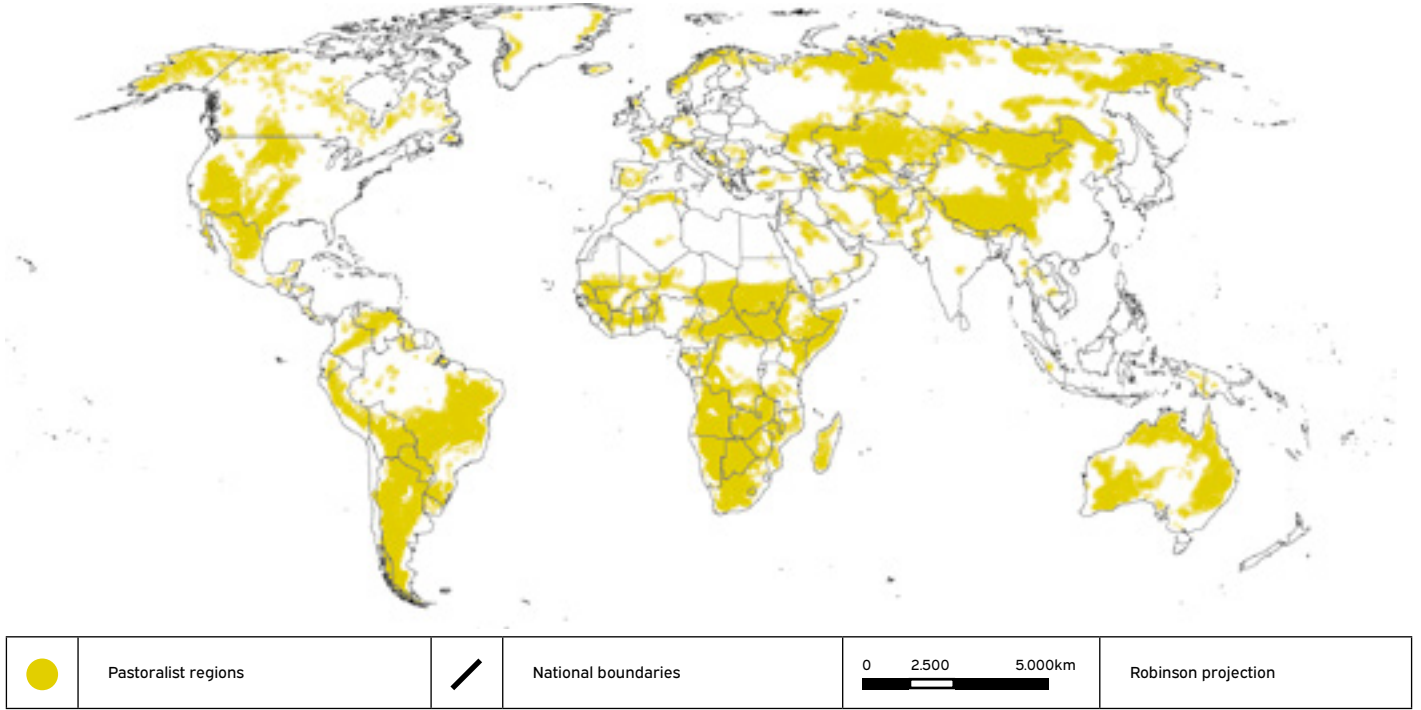 Pastoralist regions
National boundaries
0 2.500 5.000km
Robinson projection